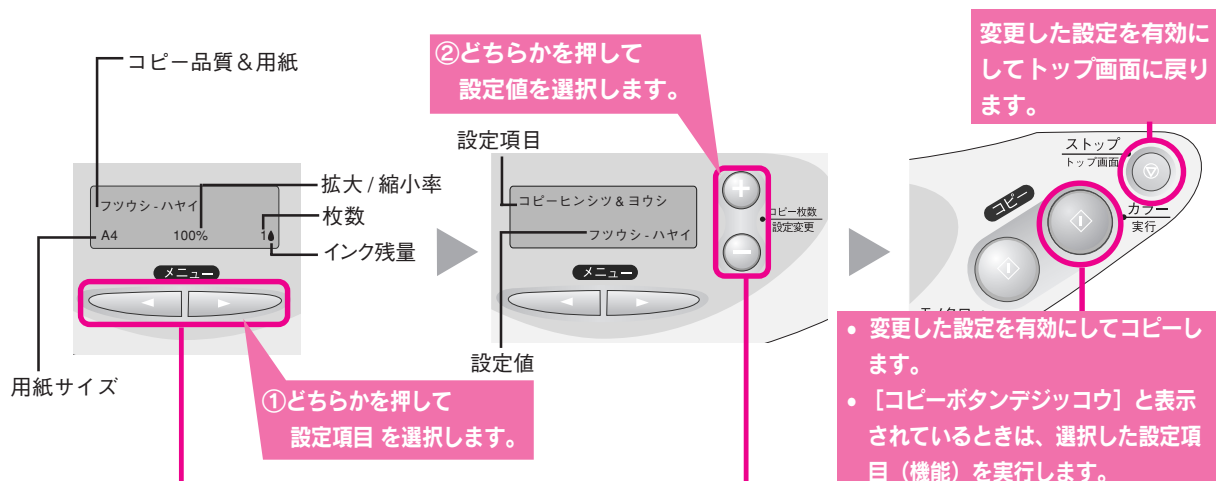 コピー品質&用紙
フツウシ-ハヤイ
A4 100% 1
拡大/縮小率
枚数
インク残量
メニュー
用紙サイズ
①どちらかを押して
設定項目 を選択します。
②どちらかを押して
設定値を選択します。
設定項目
コピーヒンシツ&ヨウシ
フツウシ-ハヤイ
コピー枚数
設定変更
メニュー
設定値
変更した設定を有効に
してトップ画面に戻り
ます。
ストップ
トップ画面
コピー
カラー
実行
• 変更した設定を有効にしてコピーし
ます。
• [コピーボタンデジッコウ]と表示
されているときは、選択した設定項
目(機能)を実行します。